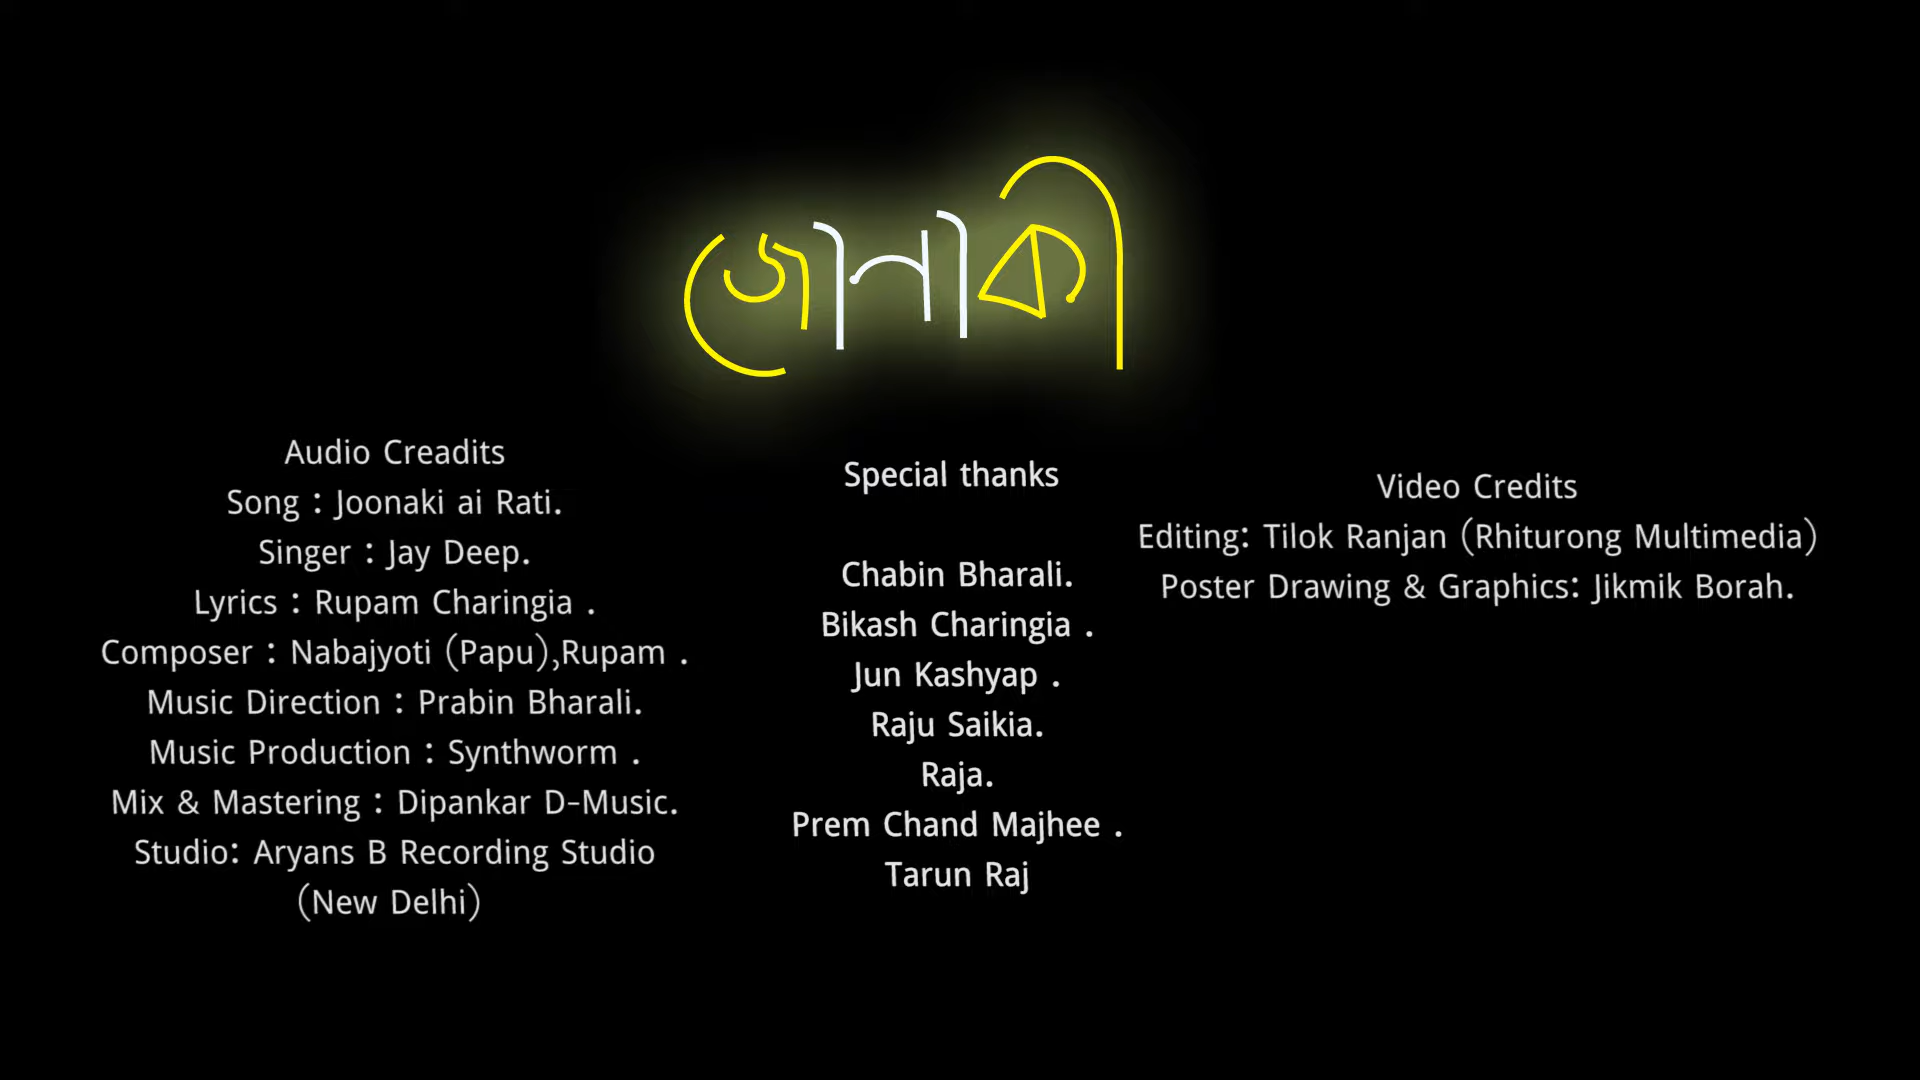 জোনাকী
Audio Creadits
Song : Joonaki ai Rati.
Singer : Jay Deep.
Lyrics : Rupam Charingia .
Composer : Nabajyoti (Papu),Rupam .
Music Direction : Prabin Bharali.
Music Production : Synthworm .
Mix & Mastering : Dipankar D-Music.
Studio: Aryans B Recording Studio
(New Delhi)
Special thanks
Chabin Bharali.
Bikash Charingia .
Jun Kashyap .
Raju Saikia.
Raja.
Prem Chand Majhee .
Tarun Raj
Video Credits
Editing: Tilok Ranjan (Rhiturong Multimedia)
Poster Drawing & Graphics: Jikmik Borah.